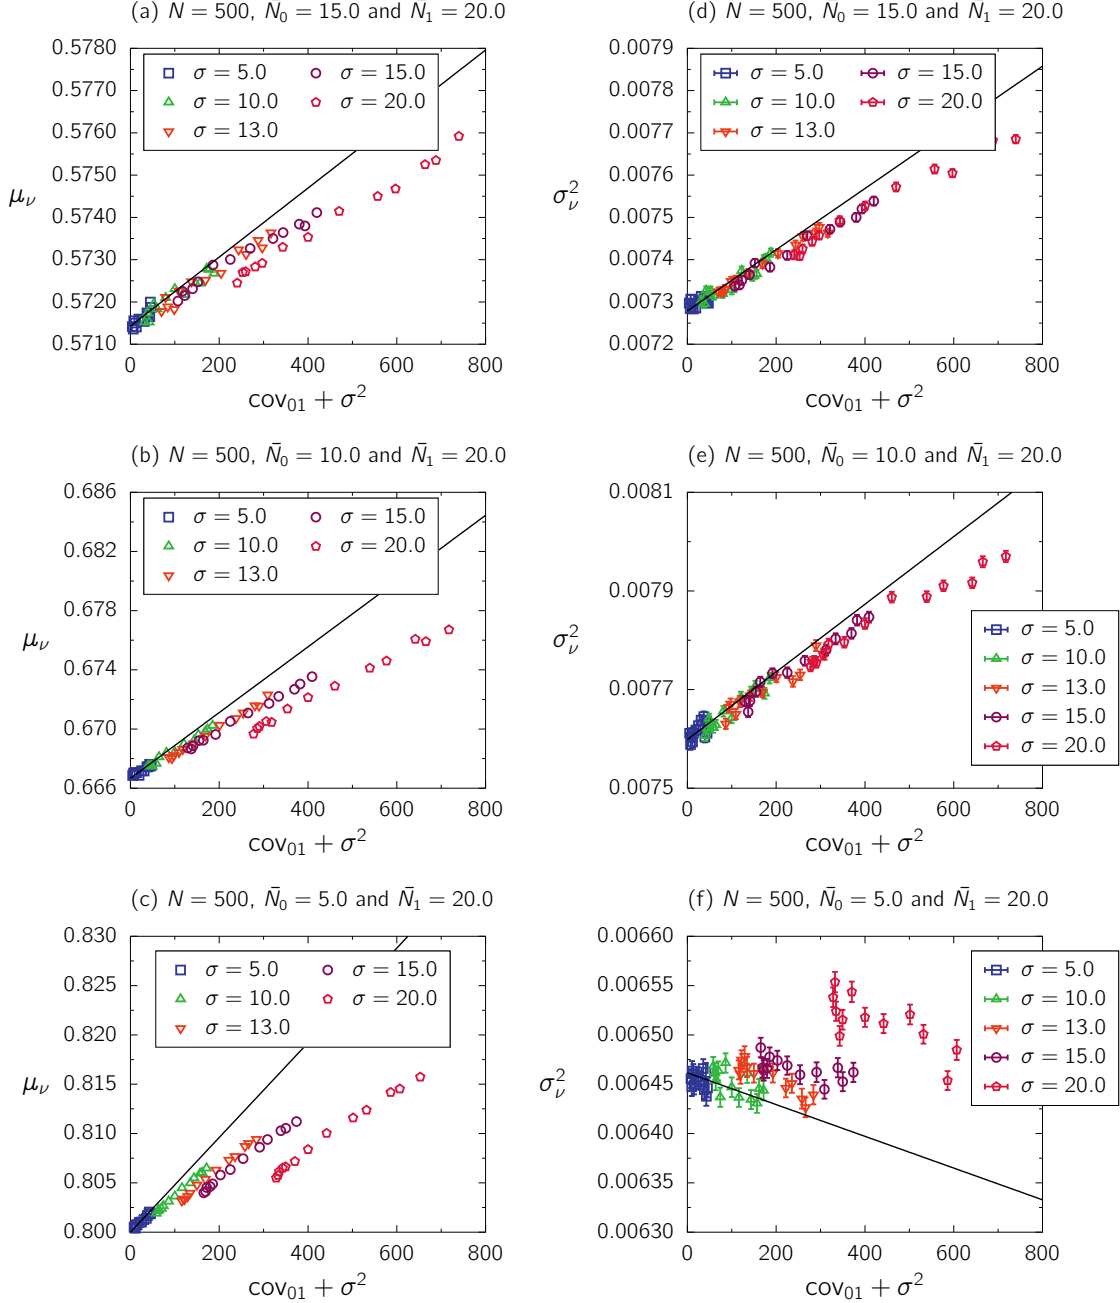 (a) N = 500, N̄₀ = 15.0 and N̄₁ = 20.0
0.5780
0.5770
0.5760
0.5750
0.5740
0.5730
0.5720
0.5710
μ_ν
σ = 5.0
σ = 10.0
σ = 13.0
σ = 15.0
σ = 20.0
0 200 400 600 800
cov₀₁ + σ²
(d) N = 500, N̄₀ = 15.0 and N̄₁ = 20.0
0.0079
0.0078
0.0077
0.0076
0.0075
0.0074
0.0073
0.0072
σ²_ν
σ = 5.0
σ = 10.0
σ = 13.0
σ = 15.0
σ = 20.0
0 200 400 600 800
cov₀₁ + σ²
(b) N = 500, N̄₀ = 10.0 and N̄₁ = 20.0
0.686
0.682
0.678
0.674
0.670
0.666
μ_ν
σ = 5.0
σ = 10.0
σ = 13.0
σ = 15.0
σ = 20.0
0 200 400 600 800
cov₀₁ + σ²
(e) N = 500, N̄₀ = 10.0 and N̄₁ = 20.0
0.0081
0.0079
0.0077
0.0075
σ²_ν
σ = 5.0
σ = 10.0
σ = 13.0
σ = 15.0
σ = 20.0
0 200 400 600 800
cov₀₁ + σ²
(c) N = 500, N̄₀ = 5.0 and N̄₁ = 20.0
0.830
0.825
0.820
0.815
0.810
0.805
0.800
μ_ν
σ = 5.0
σ = 10.0
σ = 13.0
σ = 15.0
σ = 20.0
0 200 400 600 800
cov₀₁ + σ²
(f) N = 500, N̄₀ = 5.0 and N̄₁ = 20.0
0.00660
0.00655
0.00650
0.00645
0.00640
0.00635
0.00630
σ²_ν
σ = 5.0
σ = 10.0
σ = 13.0
σ = 15.0
σ = 20.0
0 200 400 600 800
cov₀₁ + σ²